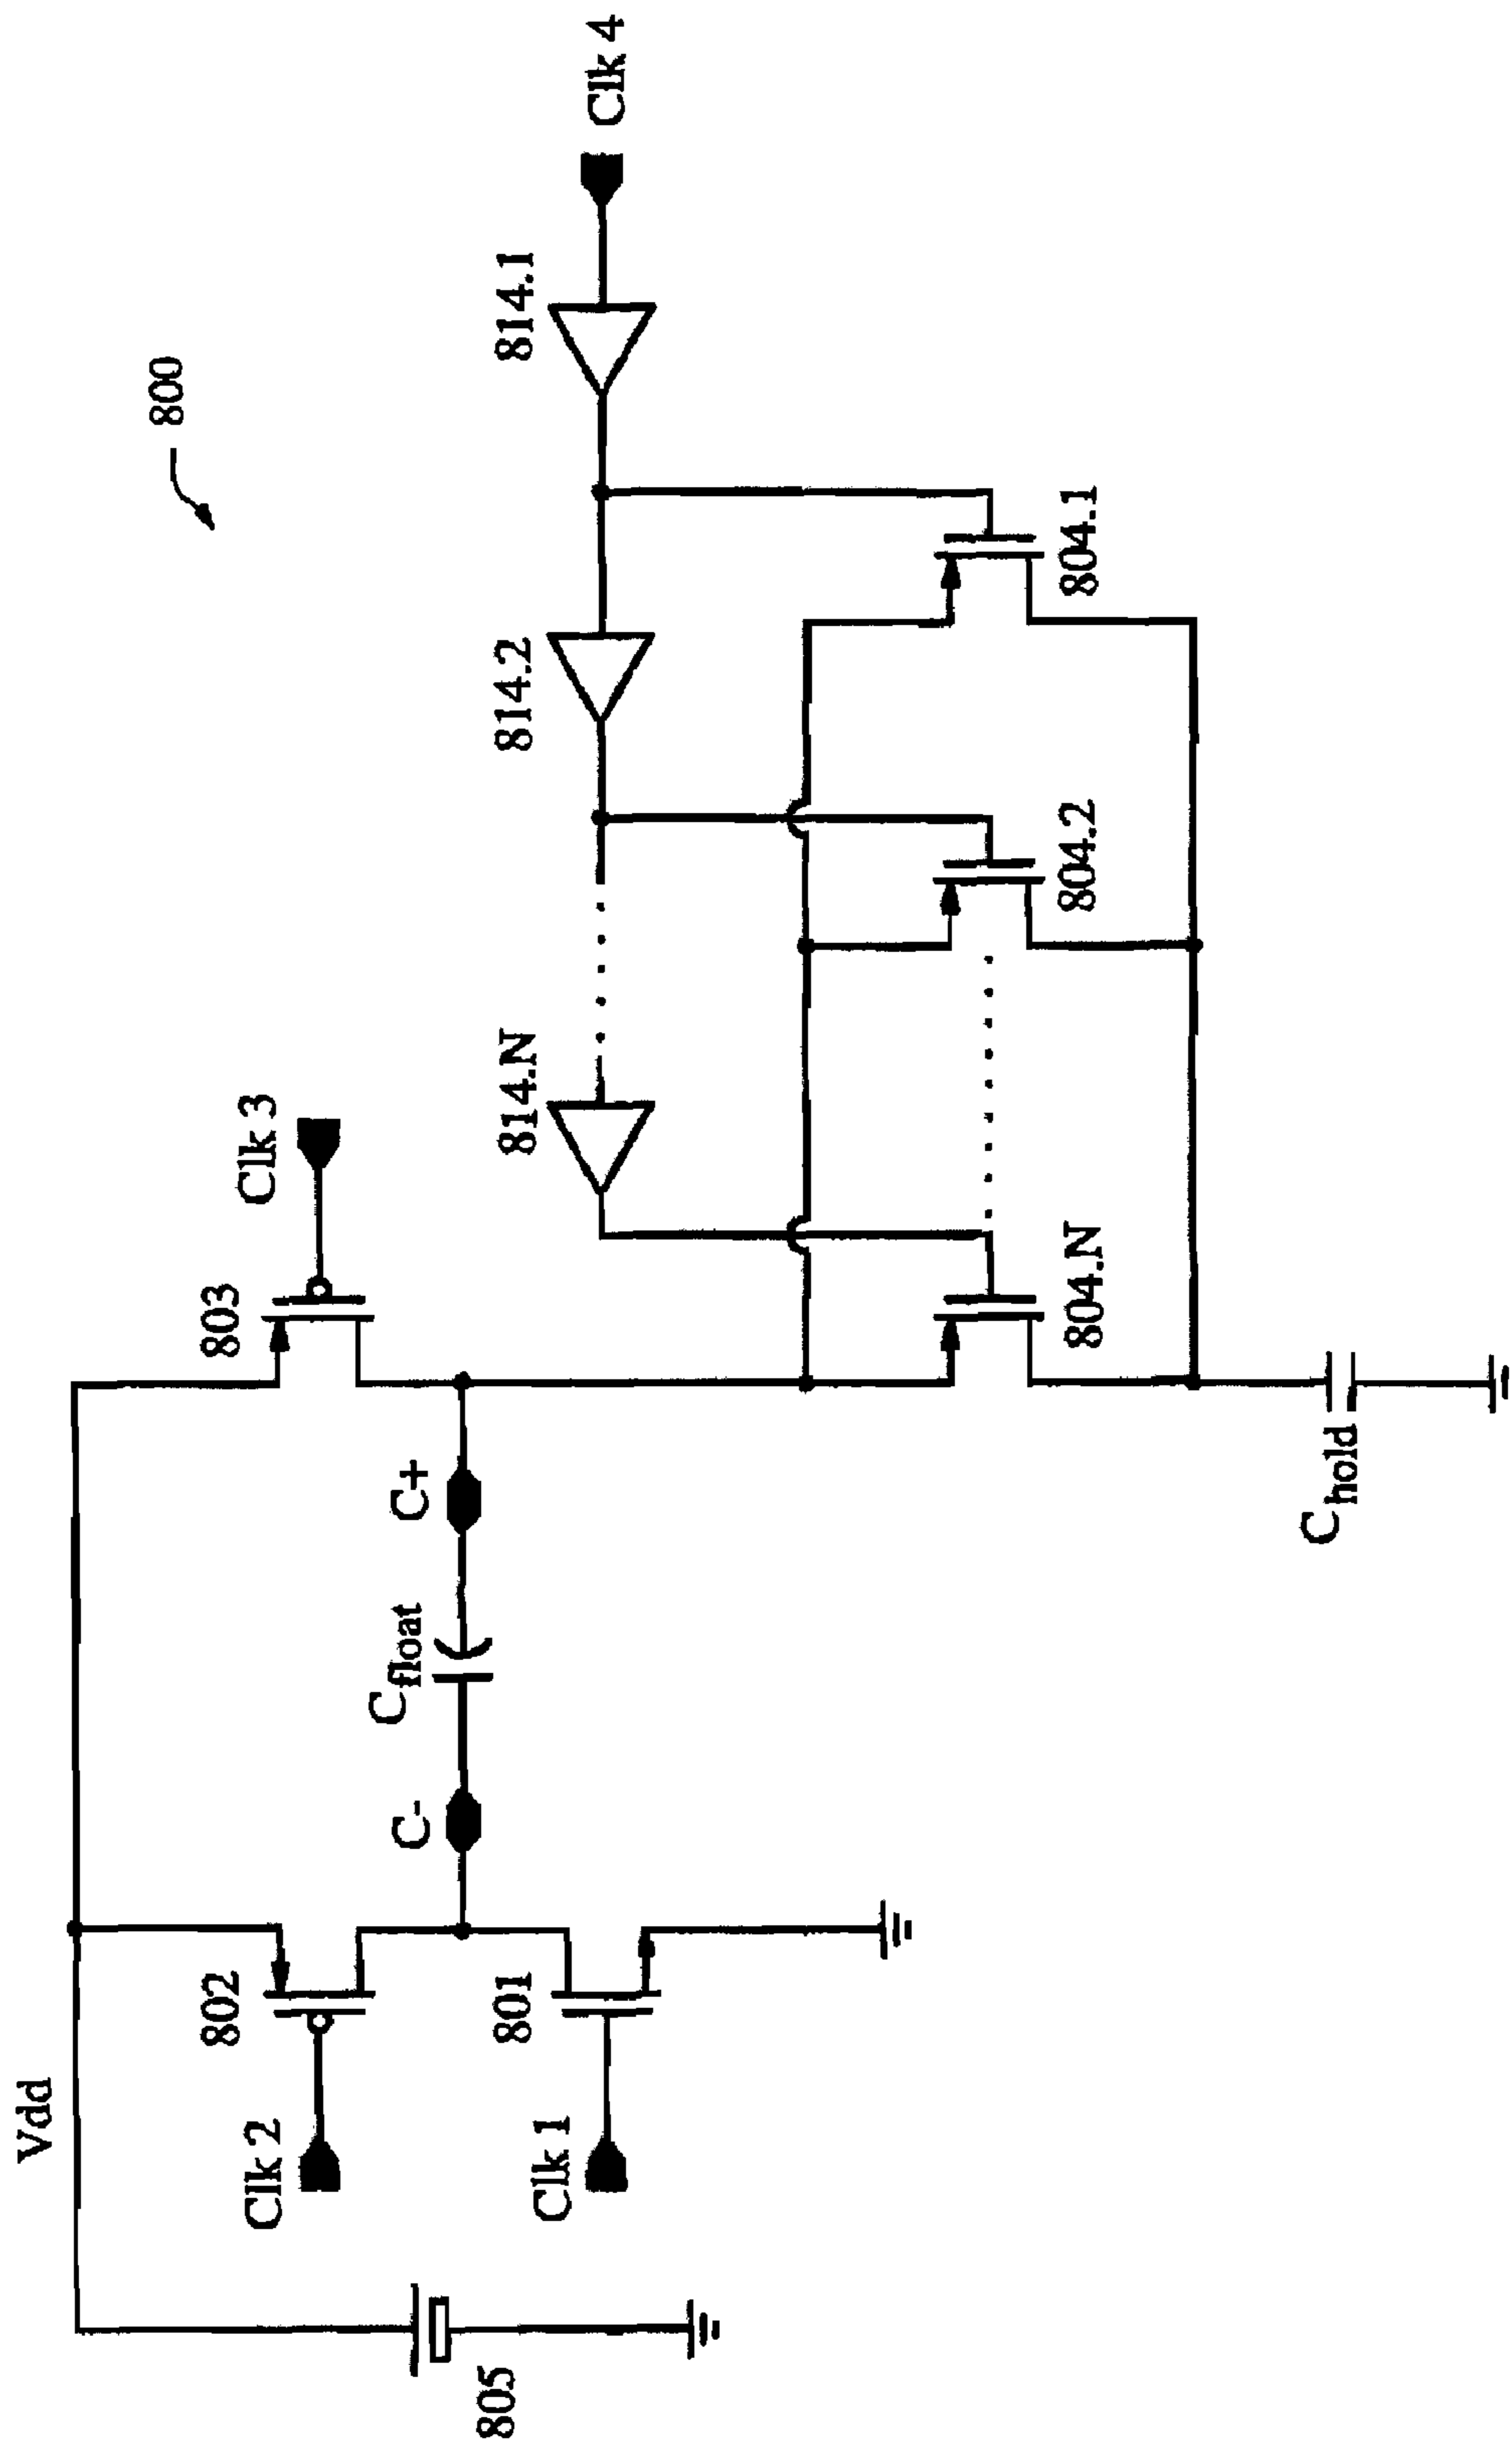 800
Vdd
805
Clk 2
802
Clk 1
801
C-
Cfloat
C+
803
Clk 3
814.N
814.2
814.1
Clk 4
804.N
804.2
804.1
Chold